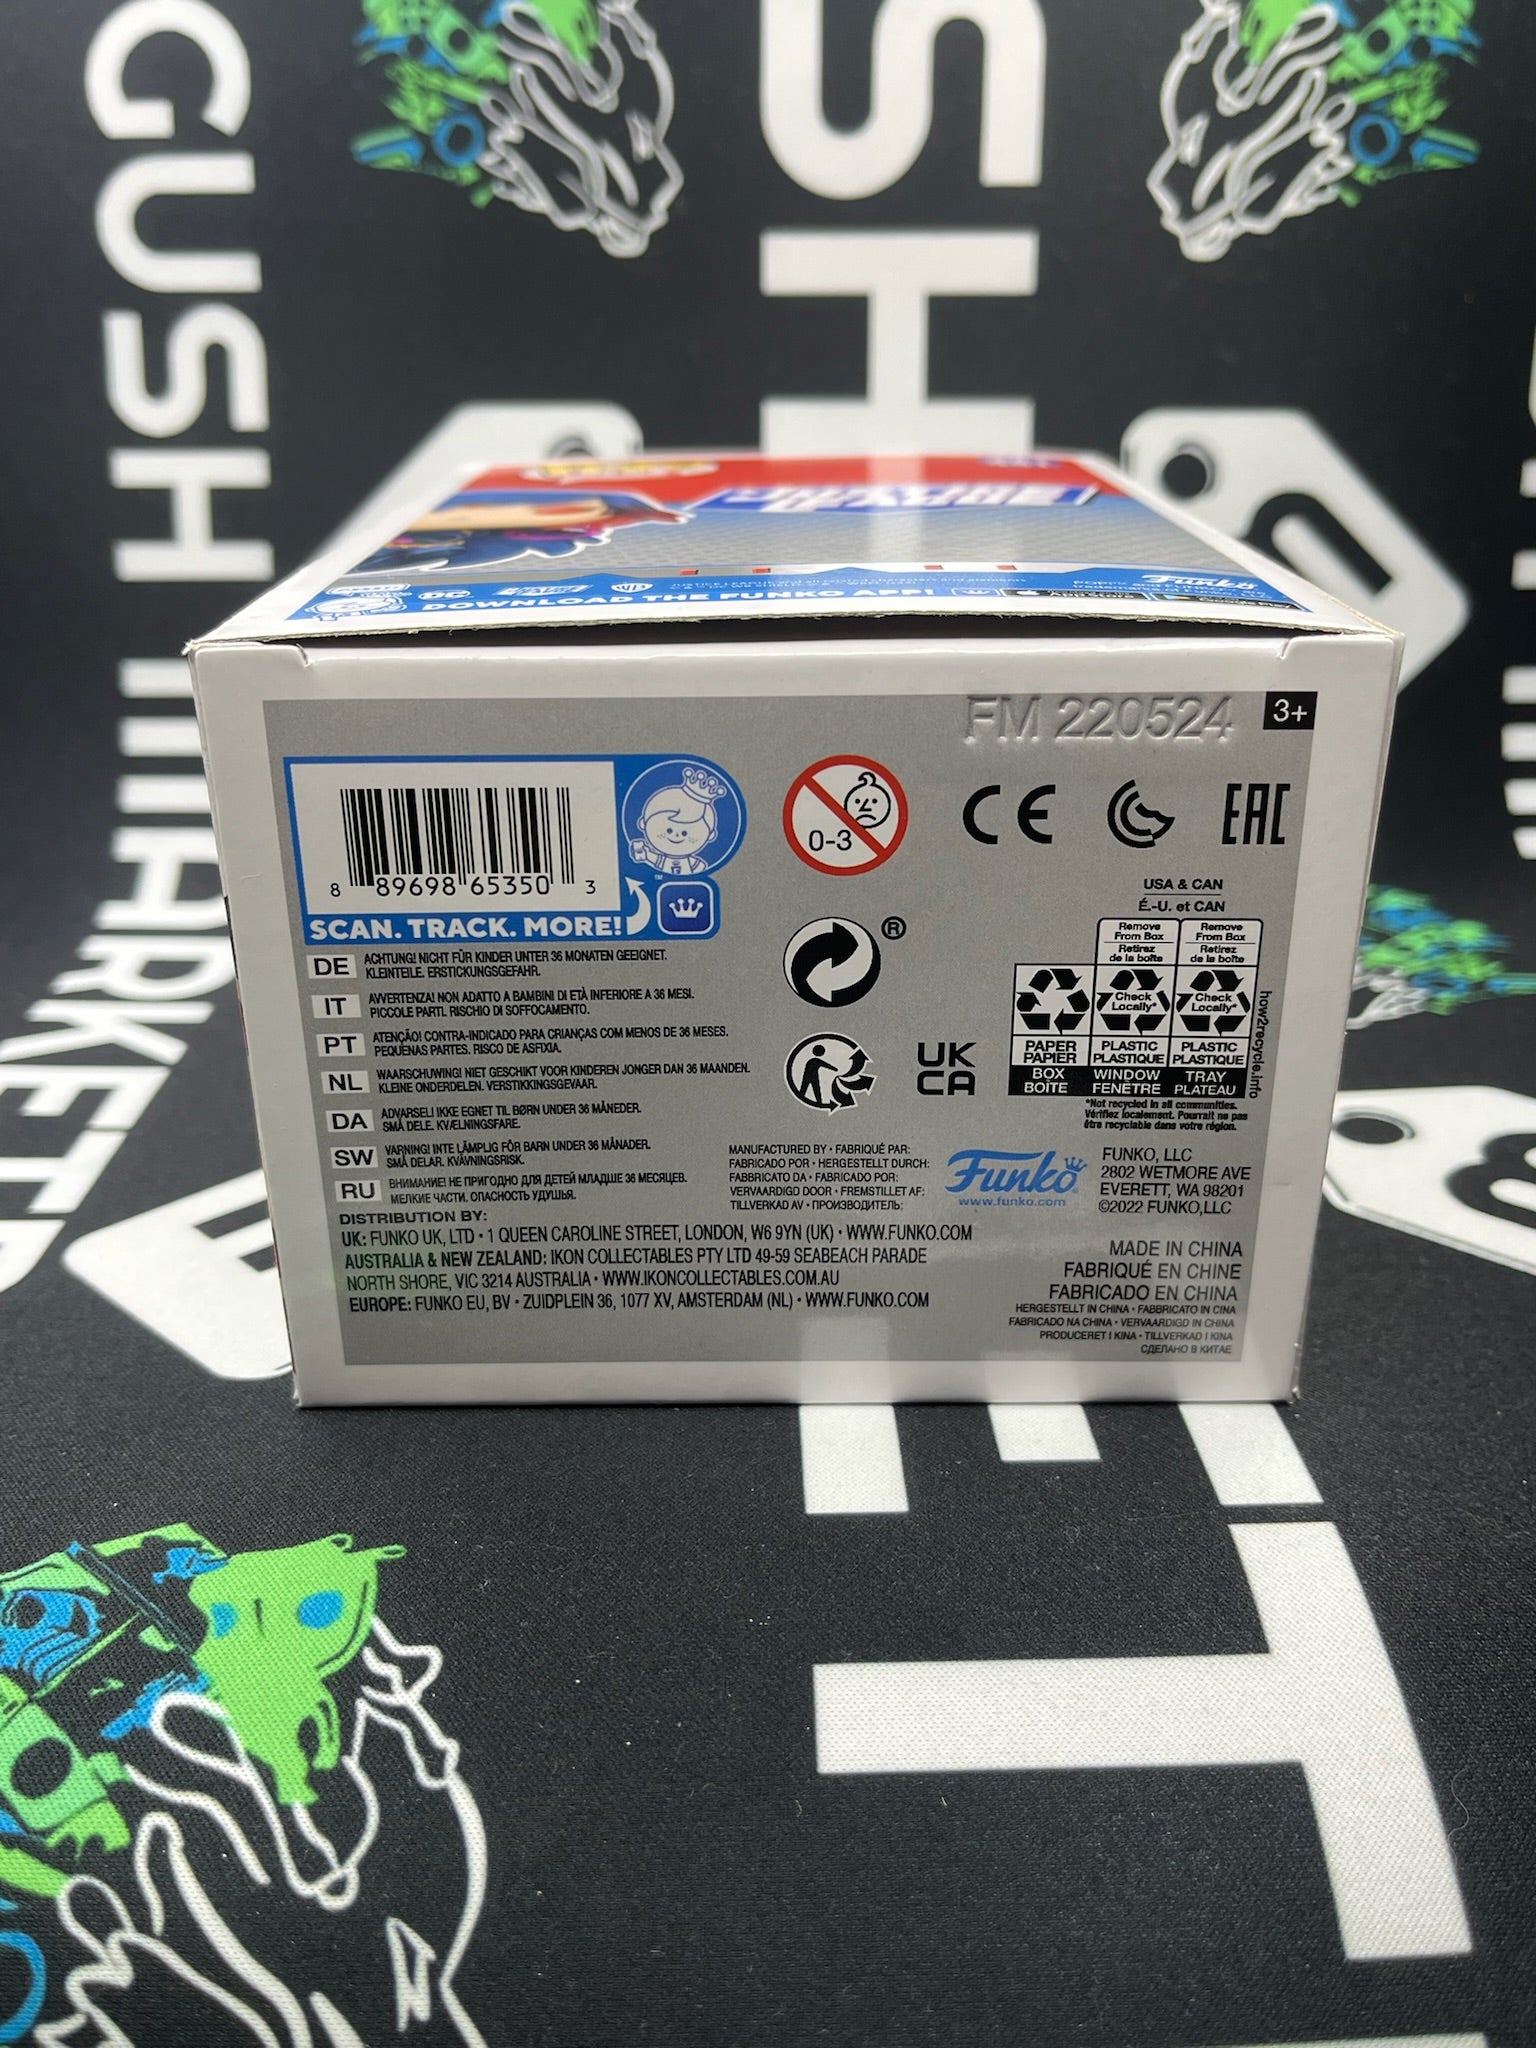 GUSH MARKETP
SH
ET
DC
DOWNLOAD THE FUNKO APP!
Funko
FM 220524
3+
8 89698 65350 3
SCAN. TRACK. MORE!
™
0-3
CE
EAC
USA & CAN
É.-U. et CAN
Remove From Box
Retirez de la boîte
Remove From Box
Retirez de la boîte
Check Locally*
Check Locally*
PAPER
PAPIER
BOX
BOÎTE
PLASTIC
PLASTIQUE
WINDOW
FENÊTRE
PLASTIC
PLASTIQUE
TRAY
PLATEAU
how2recycle.info
*Not recycled in all communities.
Vérifiez localement. Pourrait ne pas
être recyclable dans votre région.
®
UK
CA
DE ACHTUNG! NICHT FÜR KINDER UNTER 36 MONATEN GEEIGNET.
KLEINTEILE. ERSTICKUNGSGEFAHR.
IT AVVERTENZA! NON ADATTO A BAMBINI DI ETÀ INFERIORE A 36 MESI.
PICCOLE PARTI. RISCHIO DI SOFFOCAMENTO.
PT ATENÇÃO! CONTRA-INDICADO PARA CRIANÇAS COM MENOS DE 36 MESES.
PEQUENAS PARTES. RISCO DE ASFIXIA.
NL WAARSCHUWING! NIET GESCHIKT VOOR KINDEREN JONGER DAN 36 MAANDEN.
KLEINE ONDERDELEN. VERSTIKKINGSGEVAAR.
DA ADVARSEL! IKKE EGNET TIL BØRN UNDER 36 MÅNEDER.
SMÅ DELE. KVÆLNINGSFARE.
SW VARNING! INTE LÄMPLIG FÖR BARN UNDER 36 MÅNADER.
SMÅ DELAR. KVÄVNINGSRISK.
RU ВНИМАНИЕ! НЕ ПРИГОДНО ДЛЯ ДЕТЕЙ МЛАДШЕ 36 МЕСЯЦЕВ.
МЕЛКИЕ ЧАСТИ. ОПАСНОСТЬ УДУШЬЯ.
MANUFACTURED BY • FABRIQUÉ PAR:
FABRICADO POR • HERGESTELLT DURCH:
FABBRICATO DA • FABRICADO POR:
VERVAARDIGD DOOR • FREMSTILLET AF:
TILLVERKAD AV • ПРОИЗВОДИТЕЛЬ:
Funko
www.funko.com
FUNKO, LLC
2802 WETMORE AVE
EVERETT, WA 98201
©2022 FUNKO,LLC
DISTRIBUTION BY:
UK: FUNKO UK, LTD • 1 QUEEN CAROLINE STREET, LONDON, W6 9YN (UK) • WWW.FUNKO.COM
AUSTRALIA & NEW ZEALAND: IKON COLLECTABLES PTY LTD 49-59 SEABEACH PARADE
NORTH SHORE, VIC 3214 AUSTRALIA • WWW.IKONCOLLECTABLES.COM.AU
EUROPE: FUNKO EU, BV • ZUIDPLEIN 36, 1077 XV, AMSTERDAM (NL) • WWW.FUNKO.COM
MADE IN CHINA
FABRIQUÉ EN CHINE
FABRICADO EN CHINA
HERGESTELLT IN CHINA • FABBRICATO IN CINA
FABRICADO NA CHINA • VERVAARDIGD IN CHINA
PRODUCERET I KINA • TILLVERKAD I KINA
СДЕЛАНО В КИТАЕ